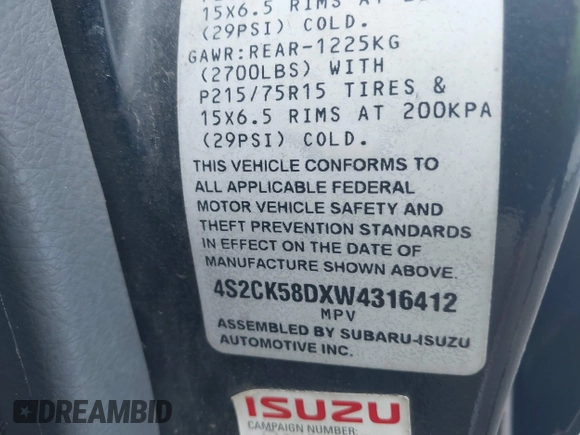 15X6.5 RIMS AT
(29PSI) COLD.
GAWR:REAR-1225KG
(2700LBS) WITH
P215/75R15 TIRES &
15X6.5 RIMS AT 200KPA
(29PSI) COLD.
THIS VEHICLE CONFORMS TO
ALL APPLICABLE FEDERAL
MOTOR VEHICLE SAFETY AND
THEFT PREVENTION STANDARDS
IN EFFECT ON THE DATE OF
MANUFACTURE SHOWN ABOVE.
4S2CK58DXW4316412
MPV
ASSEMBLED BY SUBARU-ISUZU
AUTOMOTIVE INC.
ISUZU
CAMPAIGN NUMBER:
DREAMBID